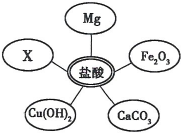 Mg
X
Fe₂O₃
盐酸
Cu(OH)₂
CaCO₃